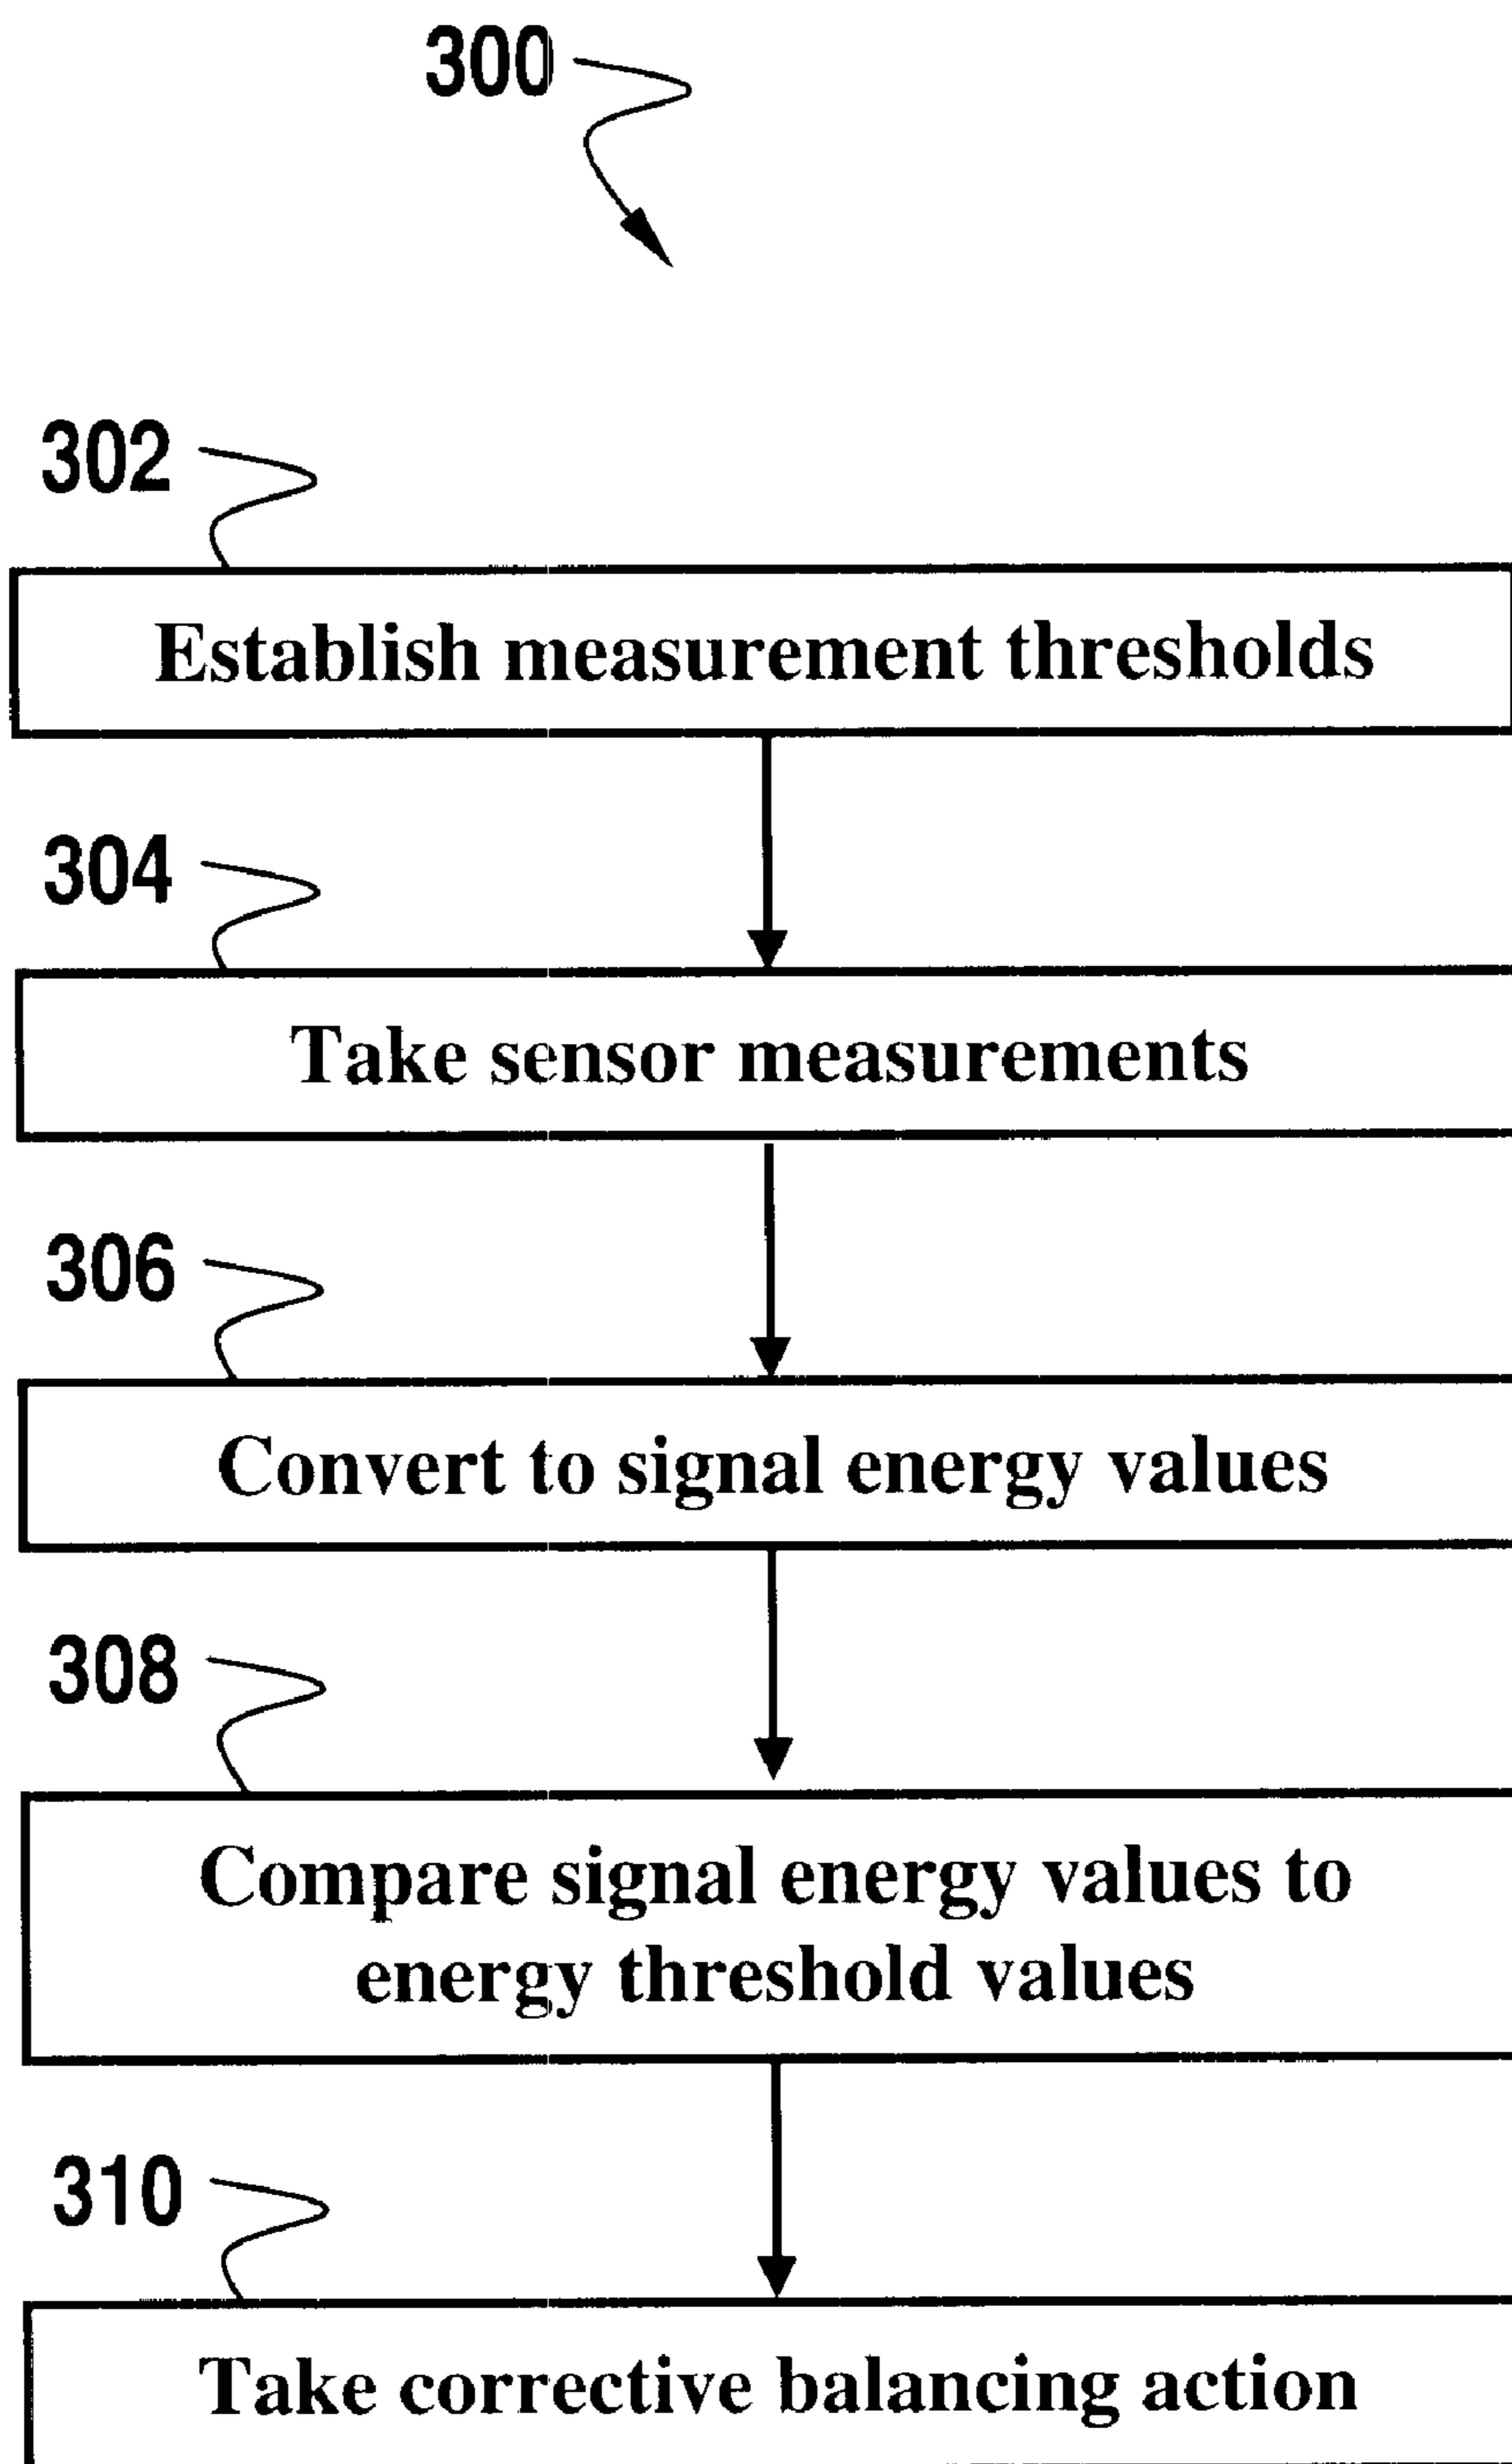 300
302
Establish measurement thresholds
304
Take sensor measurements
306
Convert to signal energy values
308
Compare signal energy values to
energy threshold values
310
Take corrective balancing action